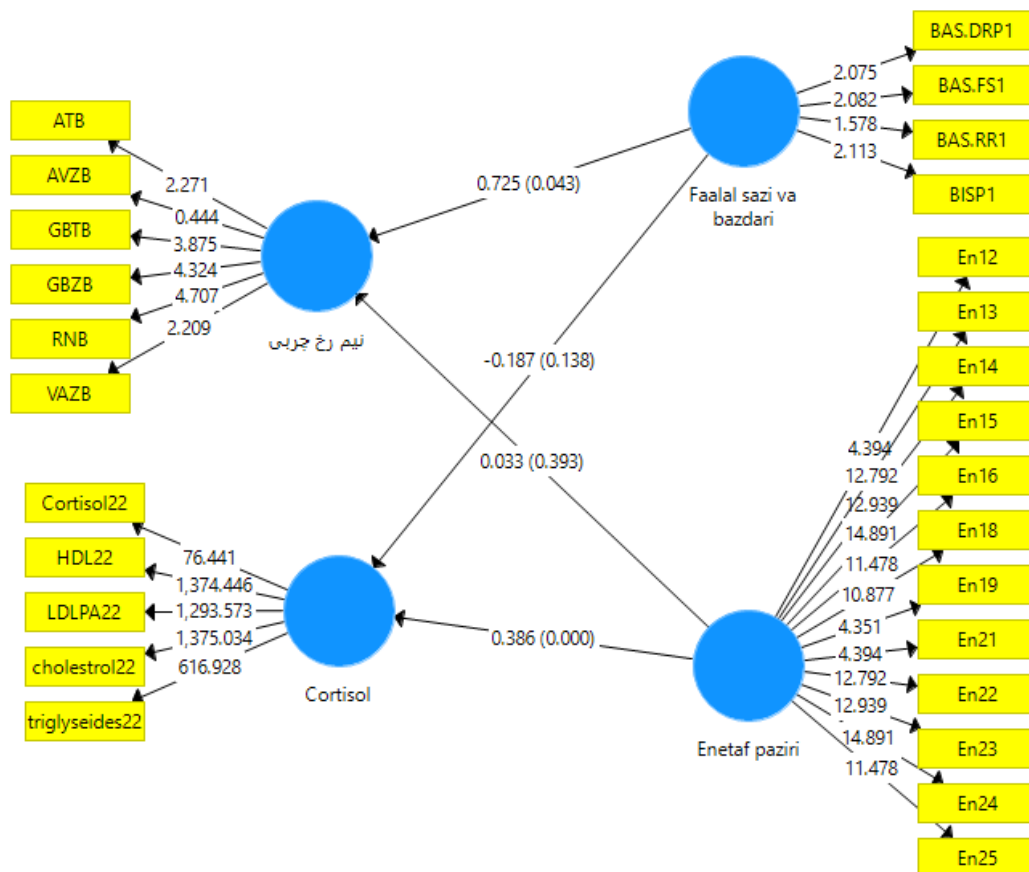 ATB
AVZB
GBTB
GBZB
RNB
VAZB
2.271
0.444
3.875
4.324
4.707
2.209
نیم رخ چربی
Cortisol22
HDL22
LDLPA22
cholestrol22
triglyseides22
76.441
1,374.446
1,293.573
1,375.034
616.928
Cortisol
0.725 (0.043)
-0.187 (0.138)
0.033 (0.393)
0.386 (0.000)
Faalal sazi va
bazdari
2.075
2.082
1.578
2.113
BAS.DRP1
BAS.FS1
BAS.RR1
BISP1
Enetaf paziri
4.394
12.792
12.939
14.891
11.478
10.877
4.351
4.394
12.792
12.939
14.891
11.478
En12
En13
En14
En15
En16
En18
En19
En21
En22
En23
En24
En25